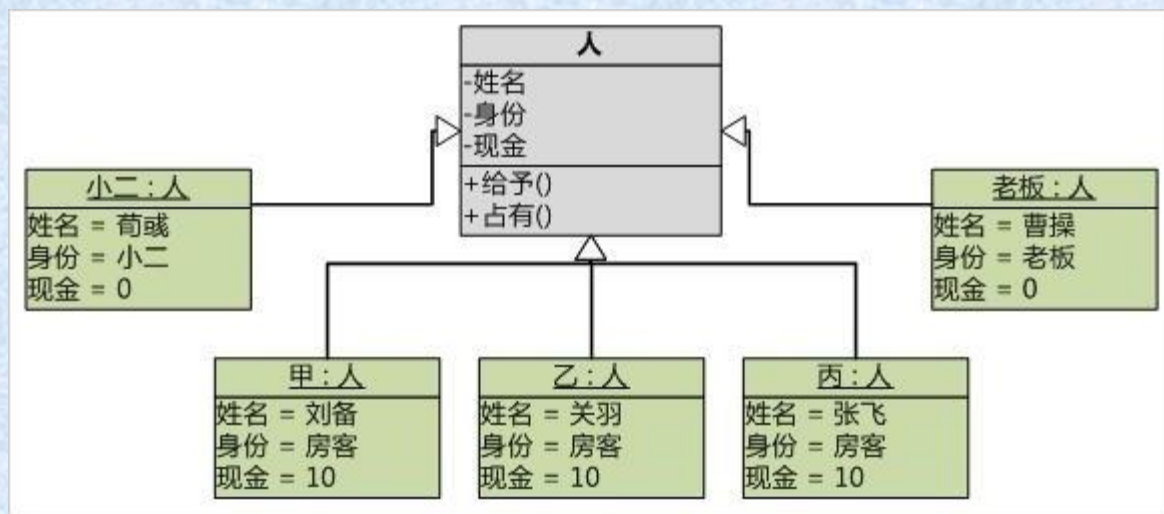 人
-姓名
-身份
-现金
+给予()
+占有()
小二 : 人
姓名 = 荀彧
身份 = 小二
现金 = 0
老板 : 人
姓名 = 曹操
身份 = 老板
现金 = 0
甲 : 人
姓名 = 刘备
身份 = 房客
现金 = 10
乙 : 人
姓名 = 关羽
身份 = 房客
现金 = 10
丙 : 人
姓名 = 张飞
身份 = 房客
现金 = 10